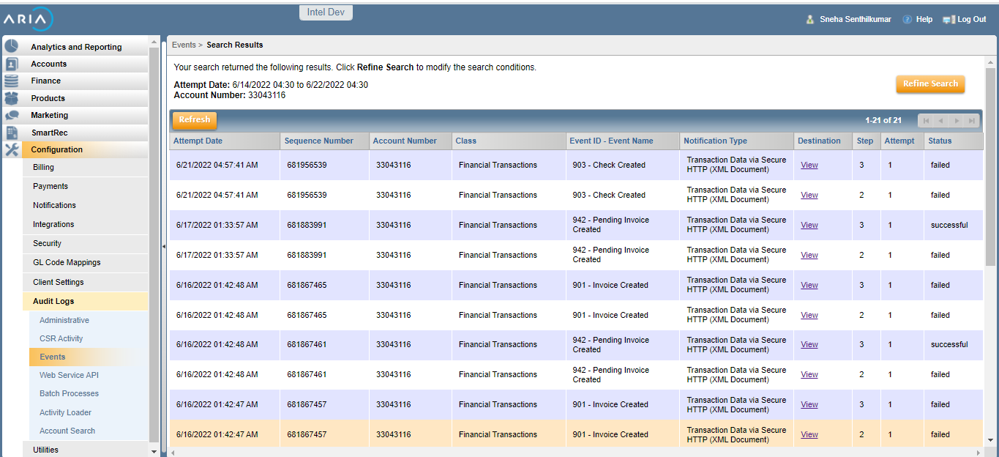 ARIA
Intel Dev
Sneha Senthilkumar
Help
Log Out
Analytics and Reporting
Accounts
Finance
Products
Marketing
SmartRec
Configuration
Billing
Payments
Notifications
Integrations
Security
GL Code Mappings
Client Settings
Audit Logs
Administrative
CSR Activity
Events
Web Service API
Batch Processes
Activity Loader
Account Search
Utilities
Events > Search Results
Your search returned the following results. Click Refine Search to modify the search conditions.
Attempt Date: 6/14/2022 04:30 to 6/22/2022 04:30
Account Number: 33043116
Refine Search
Refresh
1-21 of 21
Attempt Date Sequence Number Account Number Class Event ID - Event Name Notification Type Destination Step Attempt Status
6/21/2022 04:57:41 AM 681956539 33043116 Financial Transactions 903 - Check Created Transaction Data via Secure HTTP (XML Document) View 3 1 failed
6/21/2022 04:57:41 AM 681956539 33043116 Financial Transactions 903 - Check Created Transaction Data via Secure HTTP (XML Document) View 2 1 failed
6/17/2022 01:33:57 AM 681883991 33043116 Financial Transactions 942 - Pending Invoice Created Transaction Data via Secure HTTP (XML Document) View 3 1 successful
6/17/2022 01:33:57 AM 681883991 33043116 Financial Transactions 942 - Pending Invoice Created Transaction Data via Secure HTTP (XML Document) View 2 1 failed
6/16/2022 01:42:48 AM 681867465 33043116 Financial Transactions 901 - Invoice Created Transaction Data via Secure HTTP (XML Document) View 3 1 failed
6/16/2022 01:42:48 AM 681867465 33043116 Financial Transactions 901 - Invoice Created Transaction Data via Secure HTTP (XML Document) View 2 1 failed
6/16/2022 01:42:48 AM 681867461 33043116 Financial Transactions 942 - Pending Invoice Created Transaction Data via Secure HTTP (XML Document) View 3 1 successful
6/16/2022 01:42:48 AM 681867461 33043116 Financial Transactions 942 - Pending Invoice Created Transaction Data via Secure HTTP (XML Document) View 2 1 failed
6/16/2022 01:42:47 AM 681867457 33043116 Financial Transactions 901 - Invoice Created Transaction Data via Secure HTTP (XML Document) View 3 1 failed
6/16/2022 01:42:47 AM 681867457 33043116 Financial Transactions 901 - Invoice Created Transaction Data via Secure HTTP (XML Document) View 2 1 failed